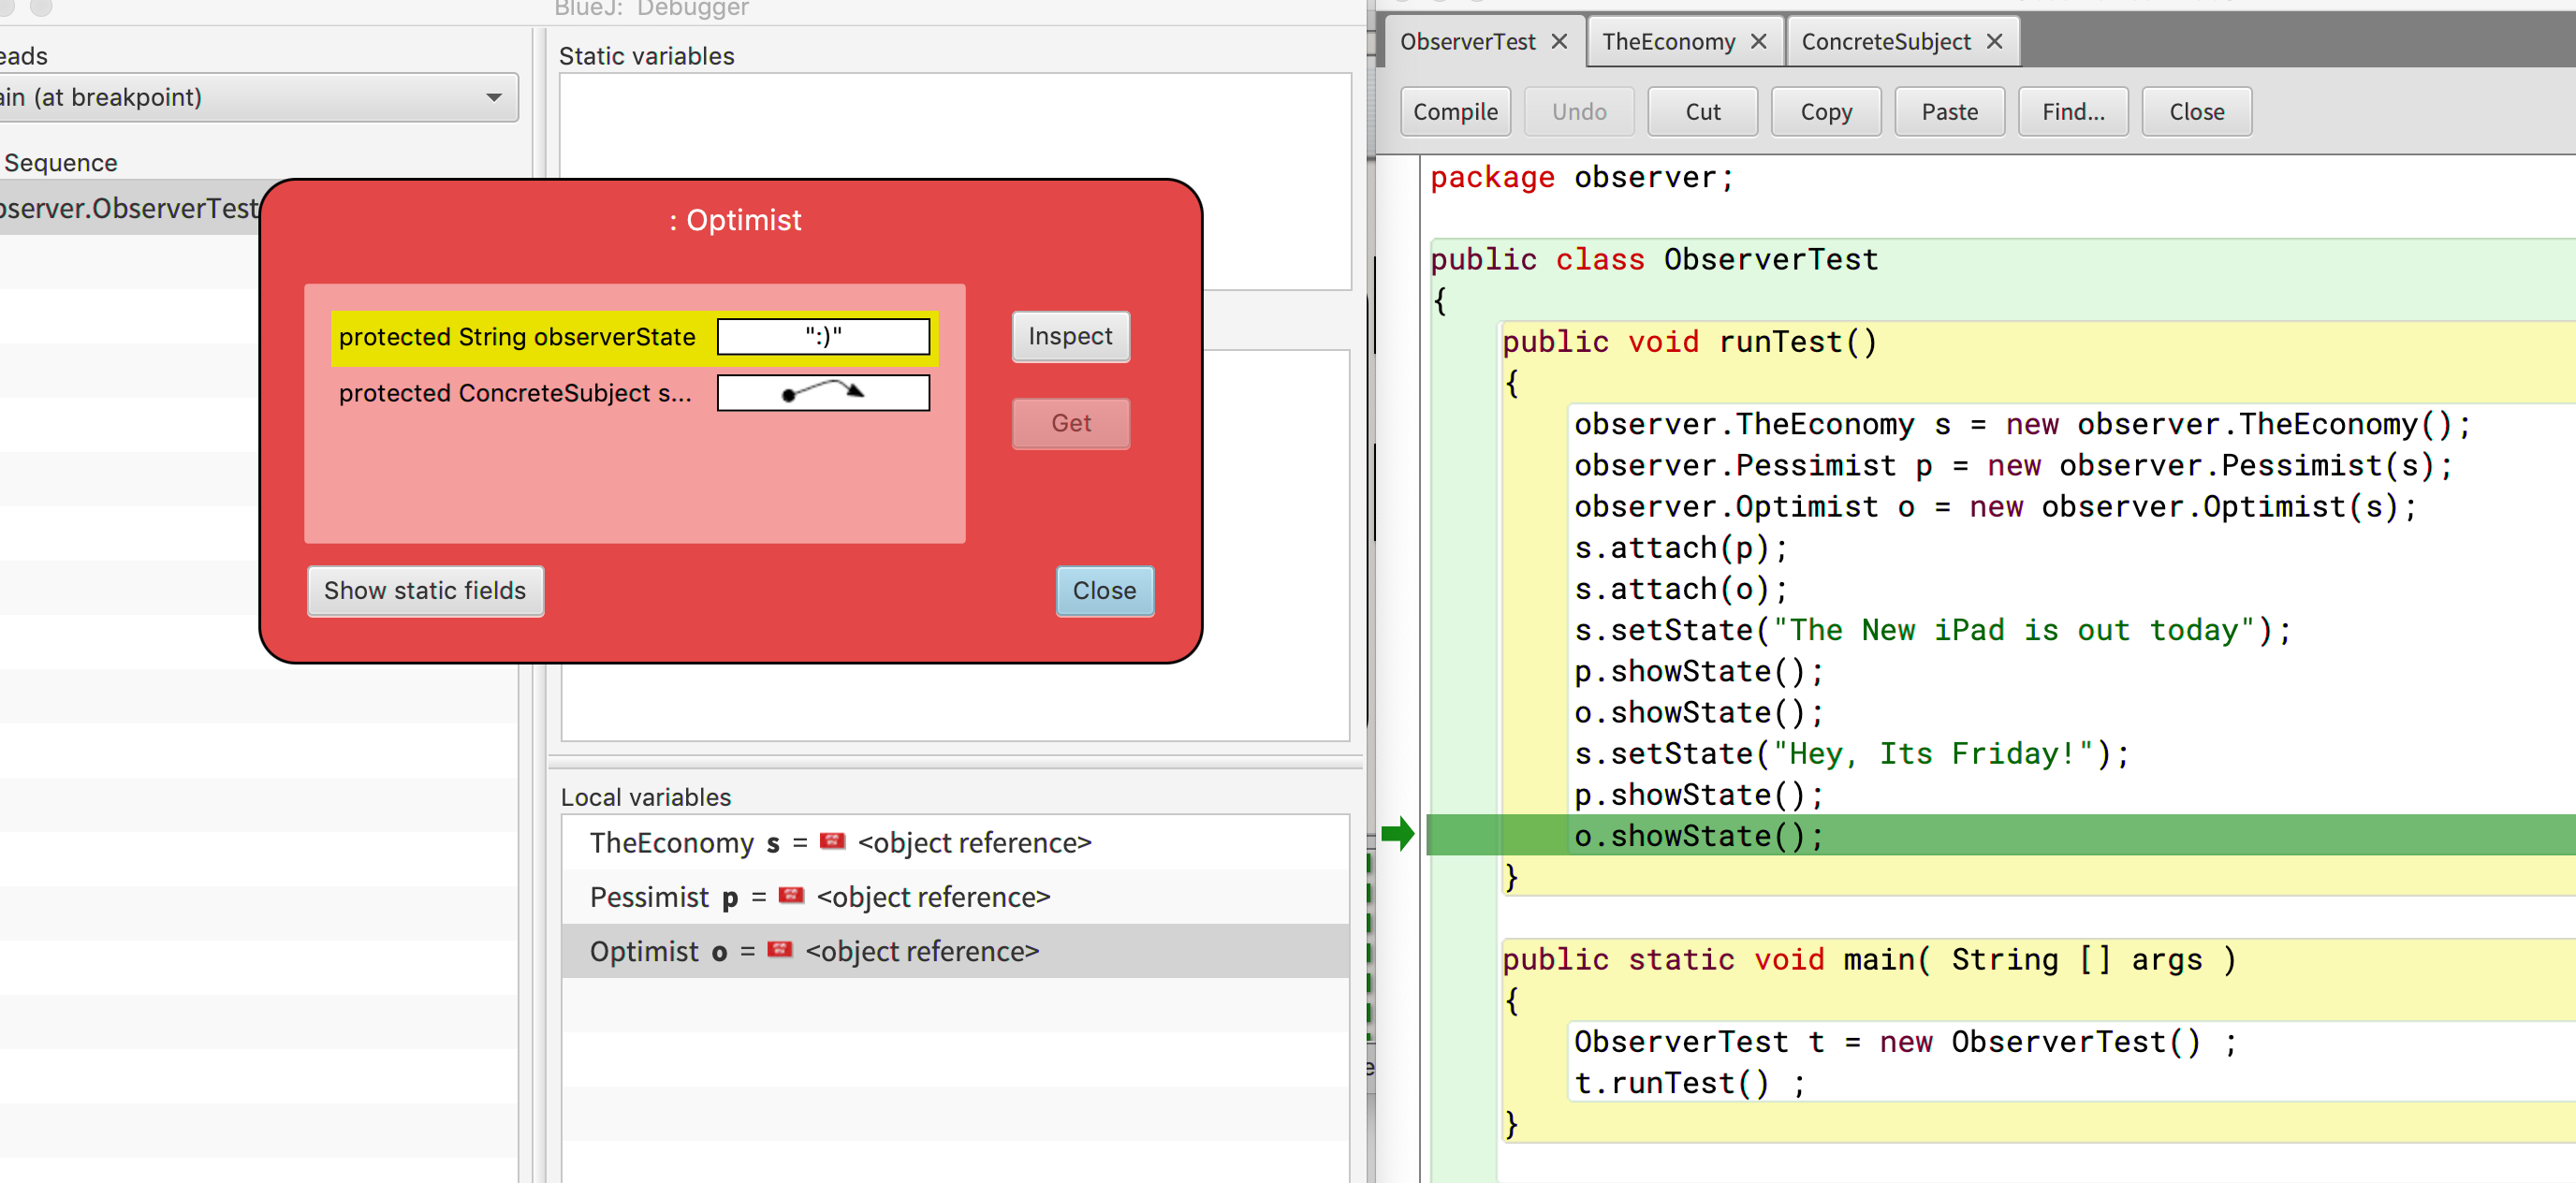 BlueJ: Debugger
eads
ain (at breakpoint)
Sequence
bserver.ObserverTest
Static variables
: Optimist
protected String observerState
":)"
protected ConcreteSubject s...
Inspect
Get
Show static fields
Close
Local variables
TheEconomy s = <object reference>
Pessimist p = <object reference>
Optimist o = <object reference>
ObserverTest
TheEconomy
ConcreteSubject
Compile
Undo
Cut
Copy
Paste
Find...
Close
package observer;
public class ObserverTest
{
public void runTest()
{
observer.TheEconomy s = new observer.TheEconomy();
observer.Pessimist p = new observer.Pessimist(s);
observer.Optimist o = new observer.Optimist(s);
s.attach(p);
s.attach(o);
s.setState("The New iPad is out today");
p.showState();
o.showState();
s.setState("Hey, Its Friday!");
p.showState();
o.showState();
}
public static void main( String [] args )
{
ObserverTest t = new ObserverTest() ;
t.runTest() ;
}